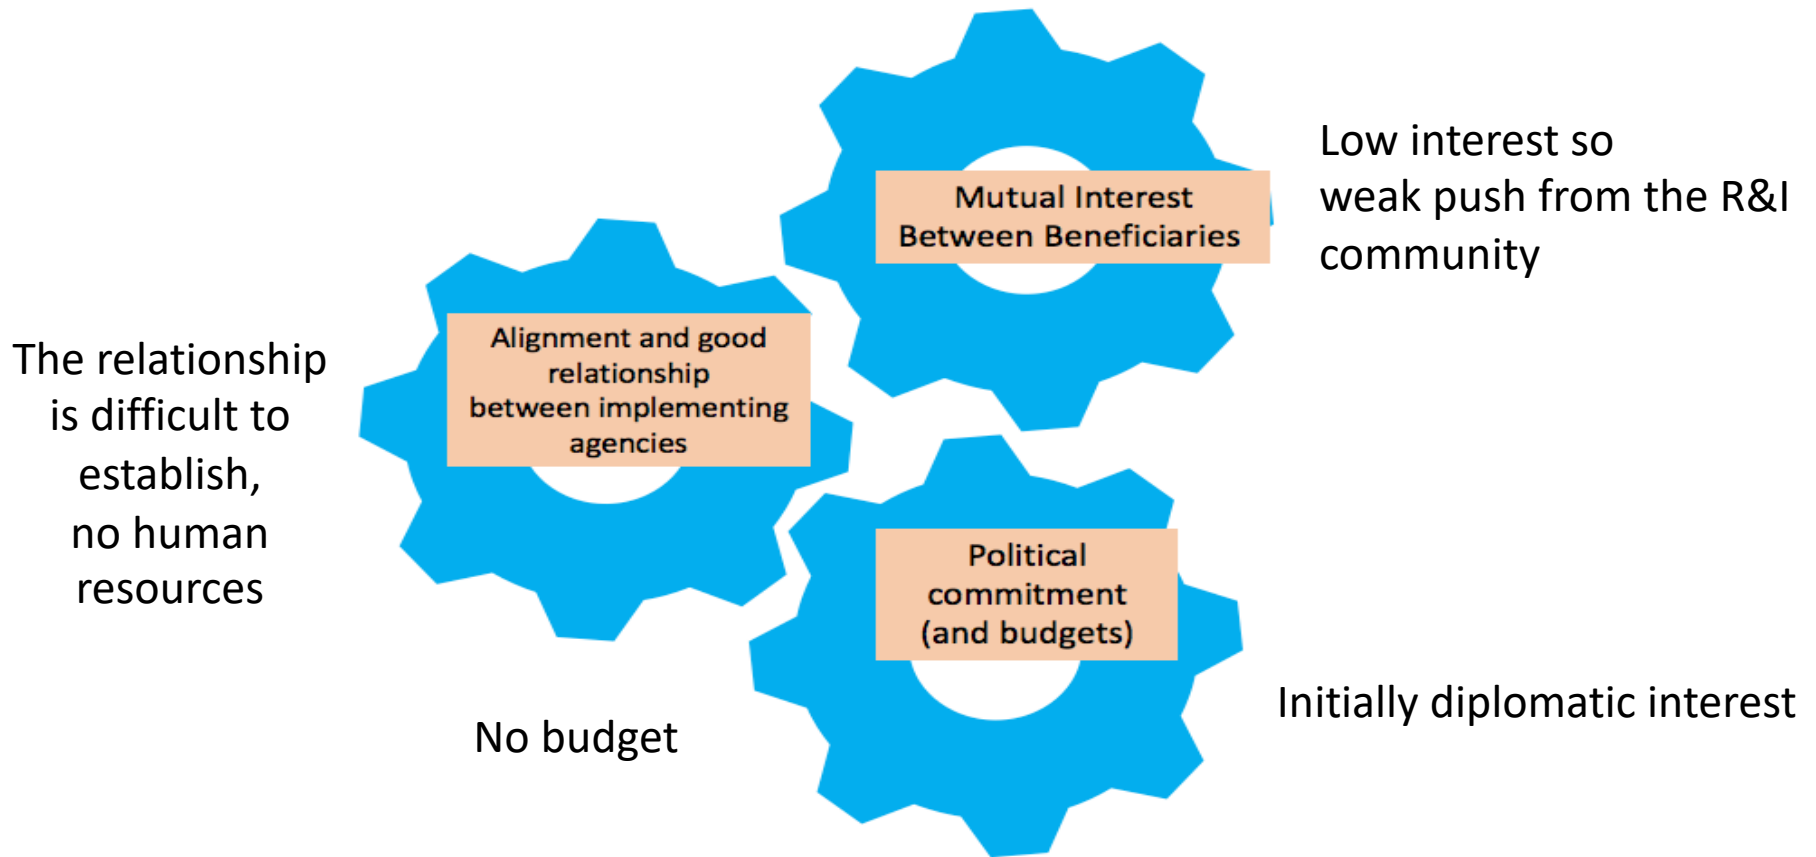 Mutual Interest
Between Beneficiaries
Low interest so
weak push from the R&I
community
Alignment and good
relationship
between implementing
agencies
The relationship
is difficult to
establish,
no human
resources
Political
commitment
(and budgets)
Initially diplomatic interest
No budget